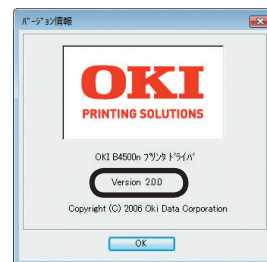 バージョン情報
OKI
PRINTING SOLUTIONS
OKI B4500n プリンタ ドライバ
Version 2.0.0
Copyright (C) 2006 Oki Data Corporation
OK